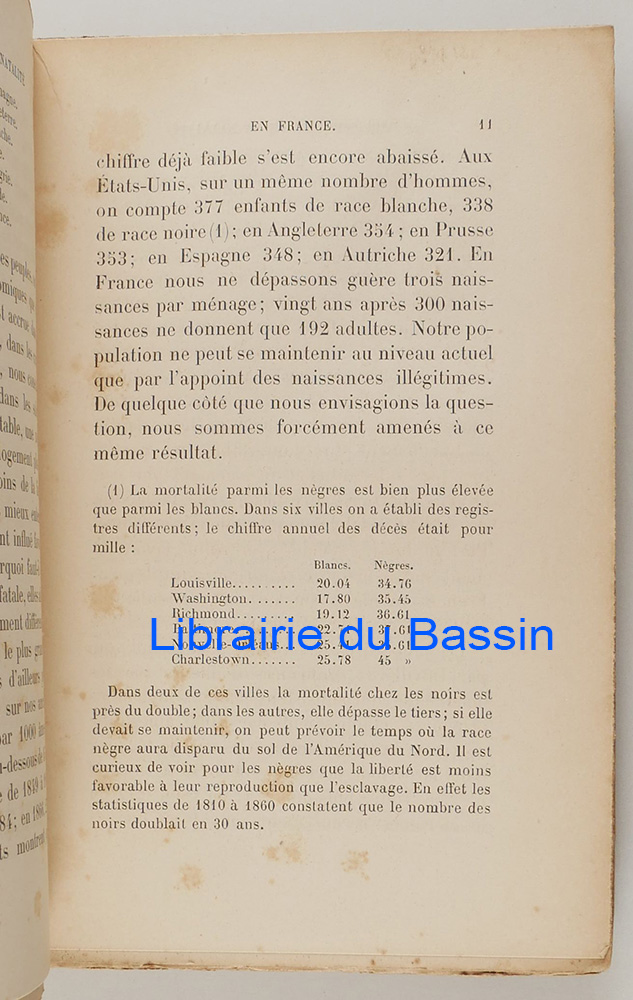 NATALITÉ
EN FRANCE. 11
chiffre déjà faible s'est encore abaissé. Aux
États-Unis, sur un même nombre d'hommes,
on compte 377 enfants de race blanche, 338
de race noire (1); en Angleterre 354; en Prusse
353; en Espagne 348; en Autriche 321. En
France nous ne dépassons guère trois nais-
sances par ménage; vingt ans après 300 nais-
sances ne donnent que 192 adultes. Notre po-
pulation ne peut se maintenir au niveau actuel
que par l'appoint des naissances illégitimes.
De quelque côté que nous envisagions la ques-
tion, nous sommes forcément amenés à ce
même résultat.
(1) La mortalité parmi les nègres est bien plus élevée
que parmi les blancs. Dans six villes on a établi des regis-
tres différents; le chiffre annuel des décès était pour
mille :
Blancs. Nègres.
Louisville.......... 20.04 34.76
Washington....... 17.80 35.45
Richmond......... 19.12 36.61
Librairie du Bassin
Charlestown....... 25.78 45 »
Dans deux de ces villes la mortalité chez les noirs est
près du double; dans les autres, elle dépasse le tiers; si elle
devait se maintenir, on peut prévoir le temps où la race
nègre aura disparu du sol de l'Amérique du Nord. Il est
curieux de voir pour les nègres que la liberté est moins
favorable à leur reproduction que l'esclavage. En effet les
statistiques de 1810 à 1860 constatent que le nombre des
noirs doublait en 30 ans.